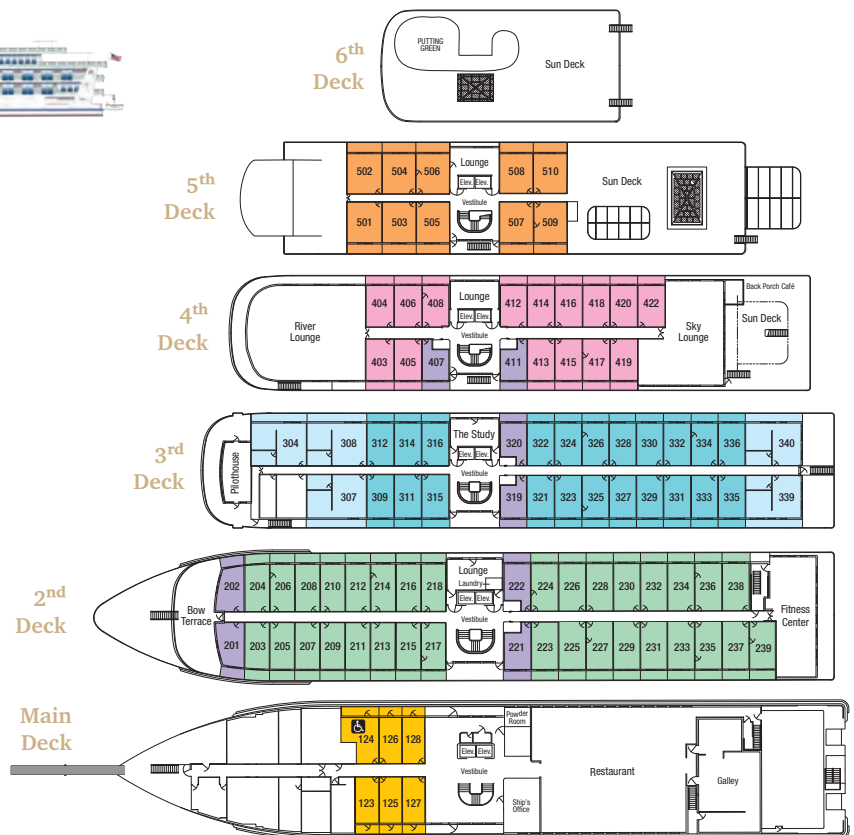 6th
Deck
PUTTING
GREEN
Sun Deck
5th
Deck
502 504 506 Lounge 508 510
Elev. Elev.
Sun Deck
Vestibule
501 503 505 507 509
4th
Deck
404 406 408 Lounge 412 414 416 418 420 422
Back Porch Café
Elev. Elev.
River
Lounge
Vestibule
Sky
Lounge
Sun Deck
403 405 407 411 413 415 417 419
3rd
Deck
304 308 312 314 316 The Study 320 322 324 326 328 330 332 334 336 340
Elev. Elev.
Pilothouse
Vestibule
307 309 311 315 319 321 323 325 327 329 331 333 335 339
2nd
Deck
202 204 206 208 210 212 214 216 218 Lounge 222 224 226 228 230 232 234 236 238
Laundry
Elev. Elev.
Bow
Terrace
Vestibule
Fitness
Center
201 203 205 207 209 211 213 215 217 221 223 225 227 229 231 233 235 237 239
Main
Deck
124 126 128
Powder
Room
Elev. Elev.
Vestibule
Restaurant
Galley
123 125 127
Ship's
Office